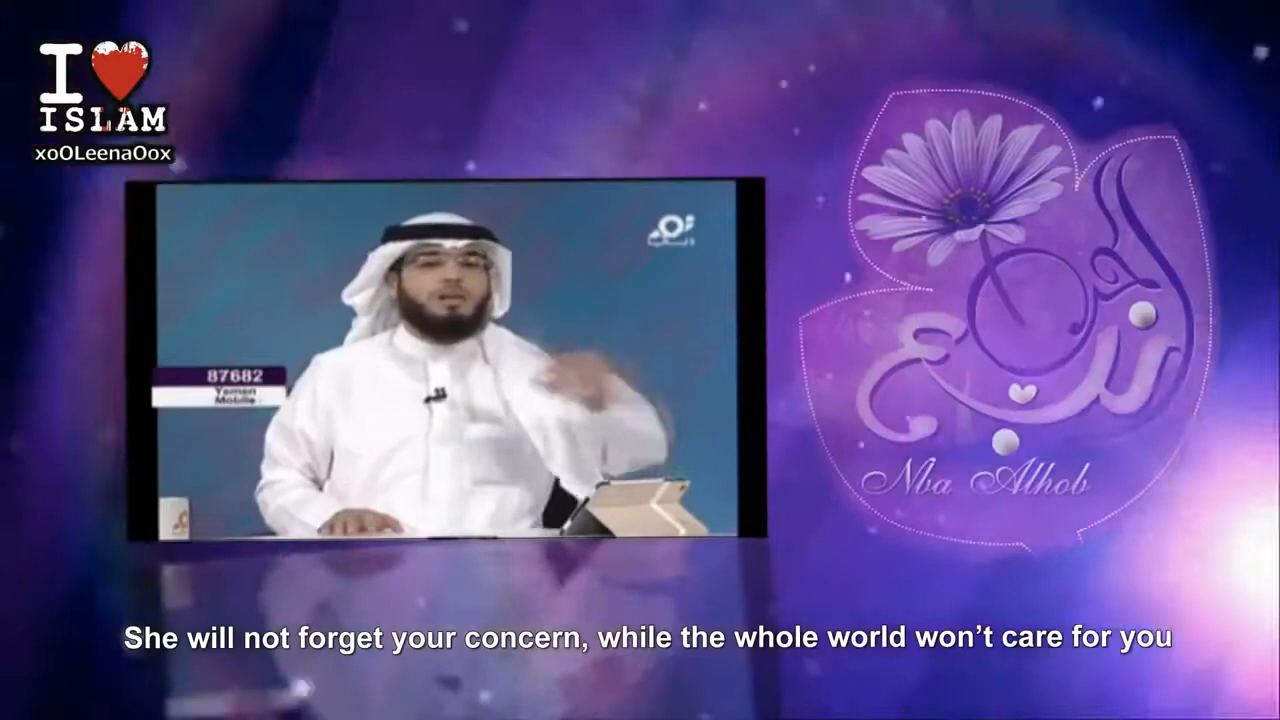 I
ISLAM
xoOLeenaOox
87682
Yemen
Mobile
نبع الحب
Nba Alhob
She will not forget your concern, while the whole world won't care for you